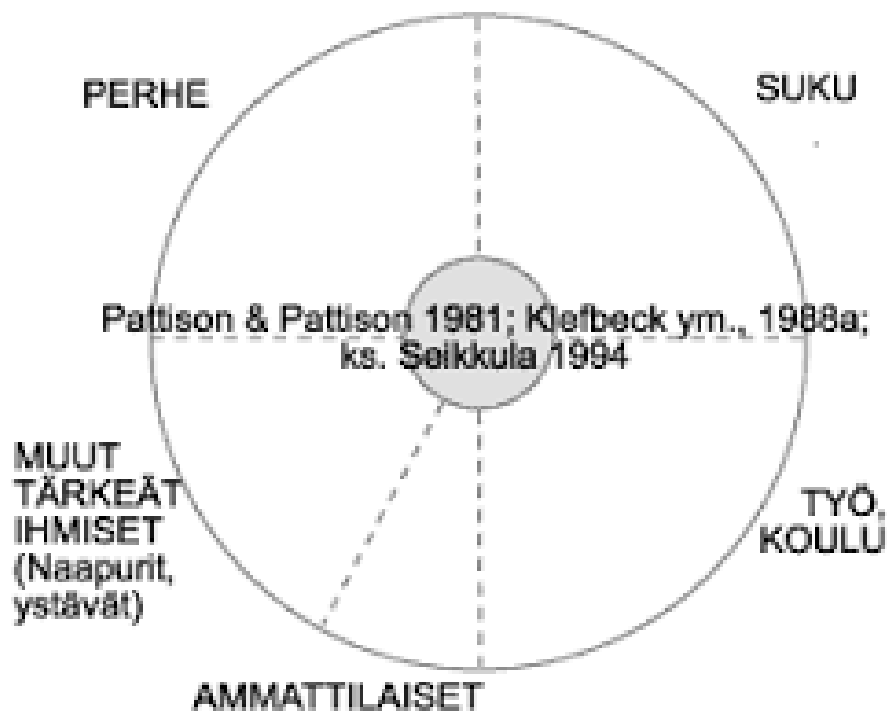 PERHE
SUKU
Pattison & Pattison 1981; Klefbeck ym., 1988a;
ks. Seikkula 1994
MUUT
TÄRKEÄT
IHMISET
(Naapurit,
ystävät)
TYÖ,
KOULU
AMMATTILAISET